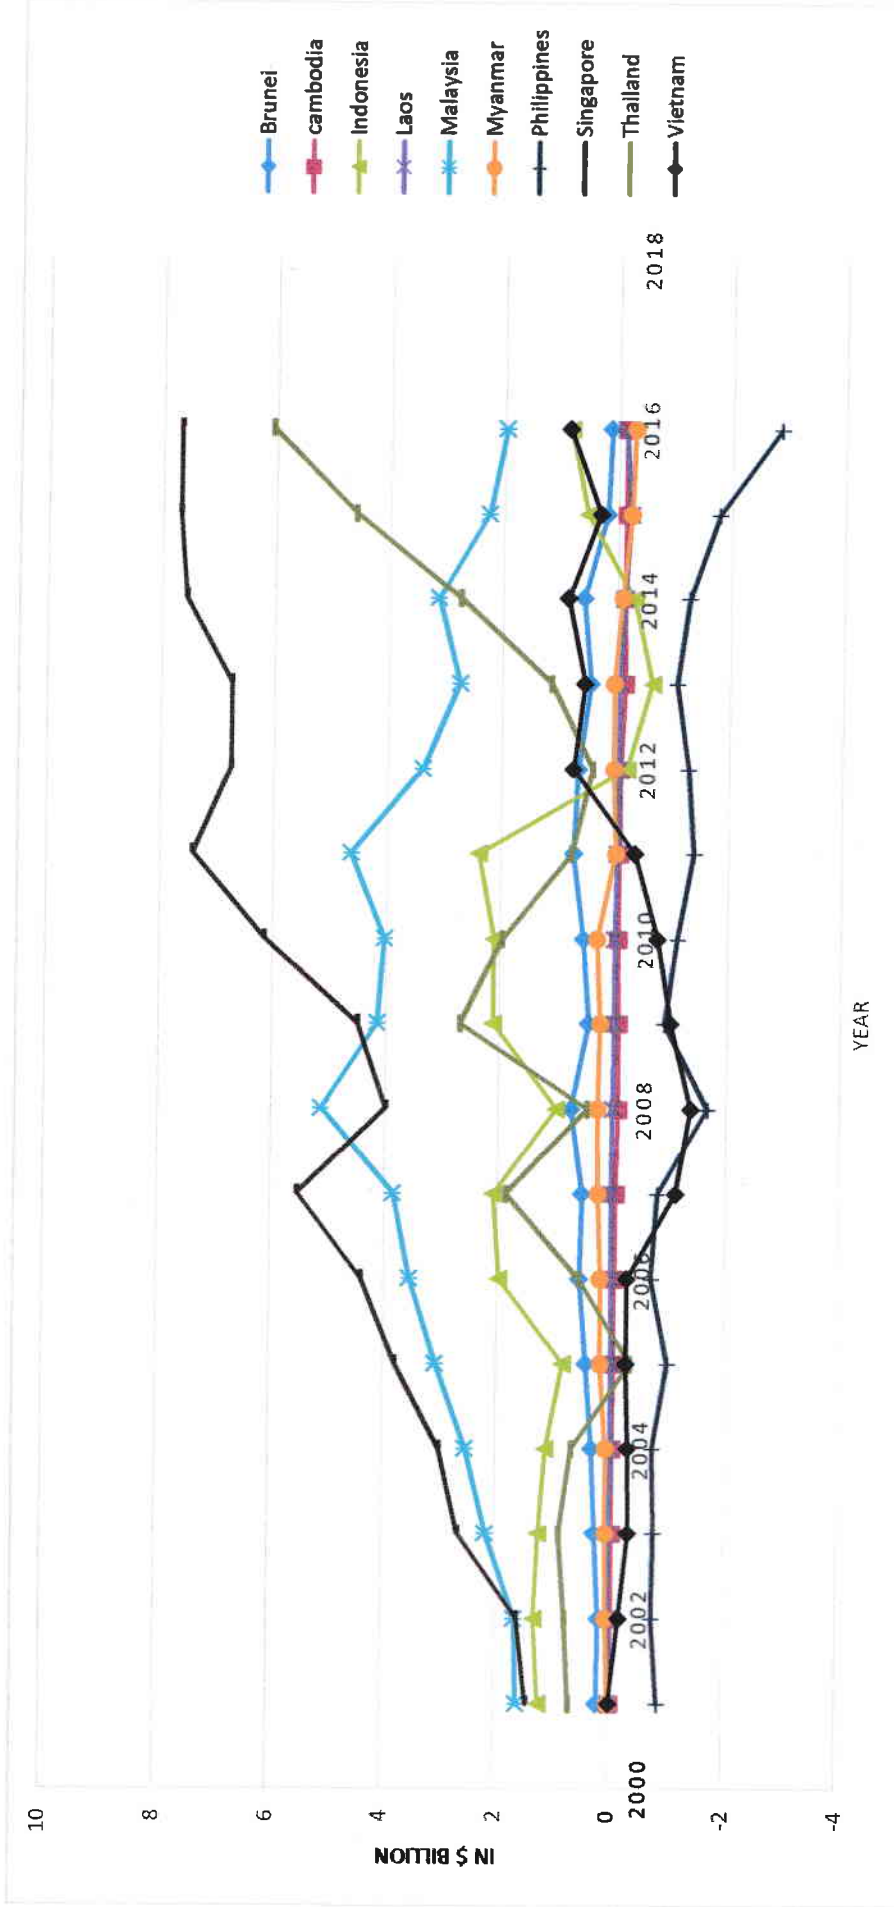 10
8
6
4
2
0
-2
-4
IN $ BILLION
2000
2002
2004
2006
2008
2010
2012
2014
2016
2018
YEAR
Brunei
cambodia
Indonesia
Laos
Malaysia
Myanmar
Philippines
Singapore
Thailand
Vietnam